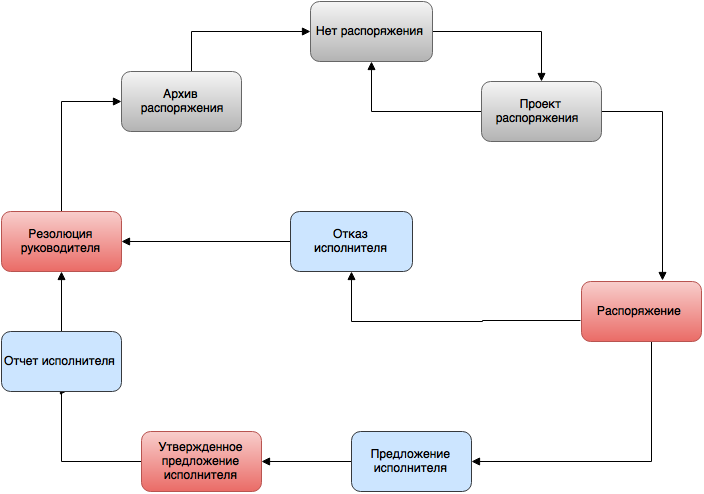 Нет распоряжения
Архив
распоряжения
Проект
распоряжения
Резолюция
руководителя
Отказ
исполнителя
Распоряжение
Отчет исполнителя
Утвержденное
предложение
исполнителя
Предложение
исполнителя